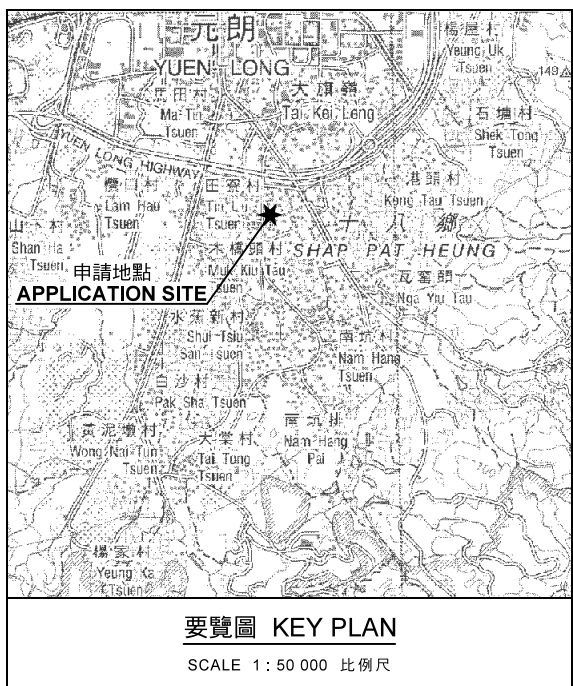 元朗
YUEN LONG
楊屋村
Yeung Uk
Tsuen
149
馬田村
Ma Tin
Tsuen
大旗嶺
Tai Kei Leng
石塘村
Shek Tong
Tsuen
YUEN LONG HIGHWAY
欖口村
Lam Hau
Tsuen
田寮村
Tin Liu
Tsuen
港頭村
Kong Tau Tsuen
十八鄉
SHAP PAT HEUNG
Shan Ha
Tsuen
木橋頭村
Mui Kiu Tau
Tsuen
瓦窰頭
Nga Yiu Tau
申請地點
APPLICATION SITE
水蕉新村
Shui Tsiu
San Tsuen
南坑村
Nam Hang
Tsuen
白沙村
Pak Sha Tsuen
黃泥墩村
Wong Nai Tun
Tsuen
大棠村
Tai Tong
Tsuen
南坑排
Nam Hang
Pai
楊家村
Yeung Ka
Tsuen
要覽圖 KEY PLAN
SCALE 1 : 50 000 比例尺